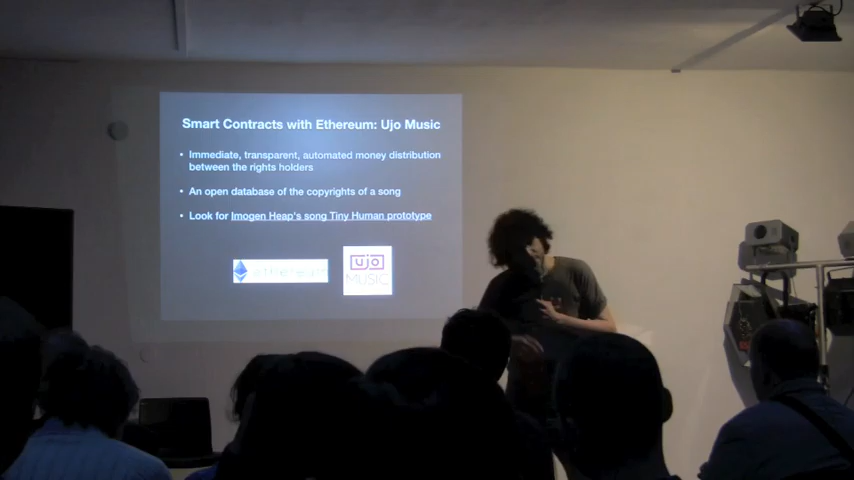 Smart Contracts with Ethereum: Ujo Music
• Immediate, transparent, automated money distribution
between the rights holders
• An open database of the copyrights of a song
• Look for Imogen Heap's song Tiny Human prototype
ethereum
ujo
MUSIC